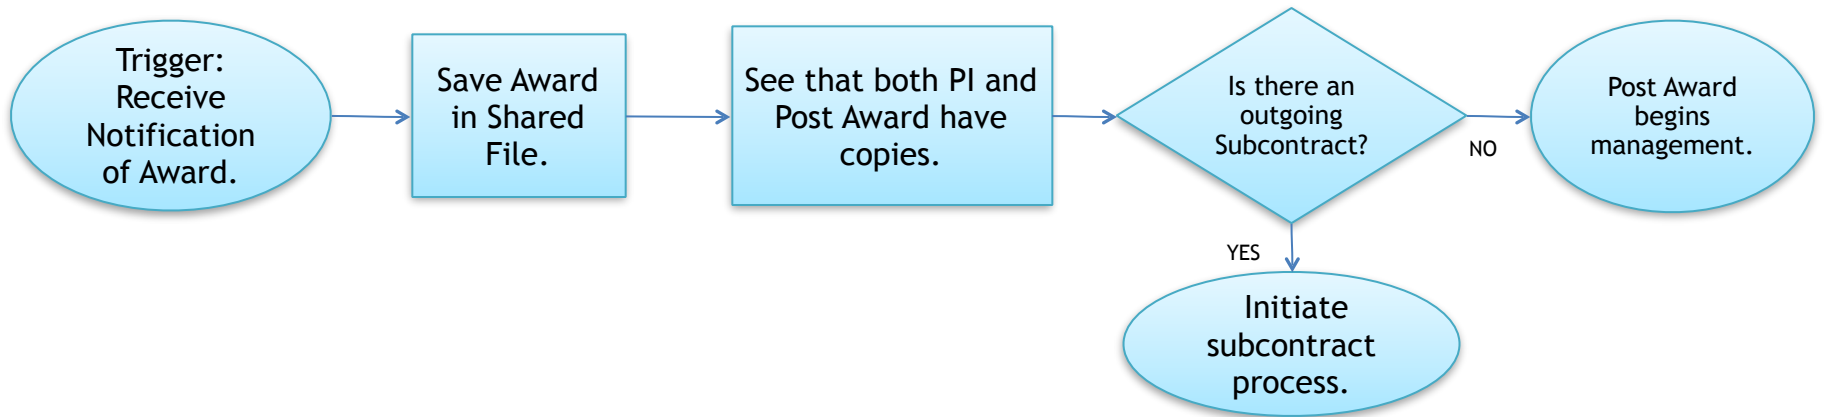 Trigger:
Receive
Notification
of Award.
Save Award
in Shared
File.
See that both PI and
Post Award have
copies.
Is there an
outgoing
Subcontract?
NO
Post Award
begins
management.
YES
Initiate
subcontract
process.